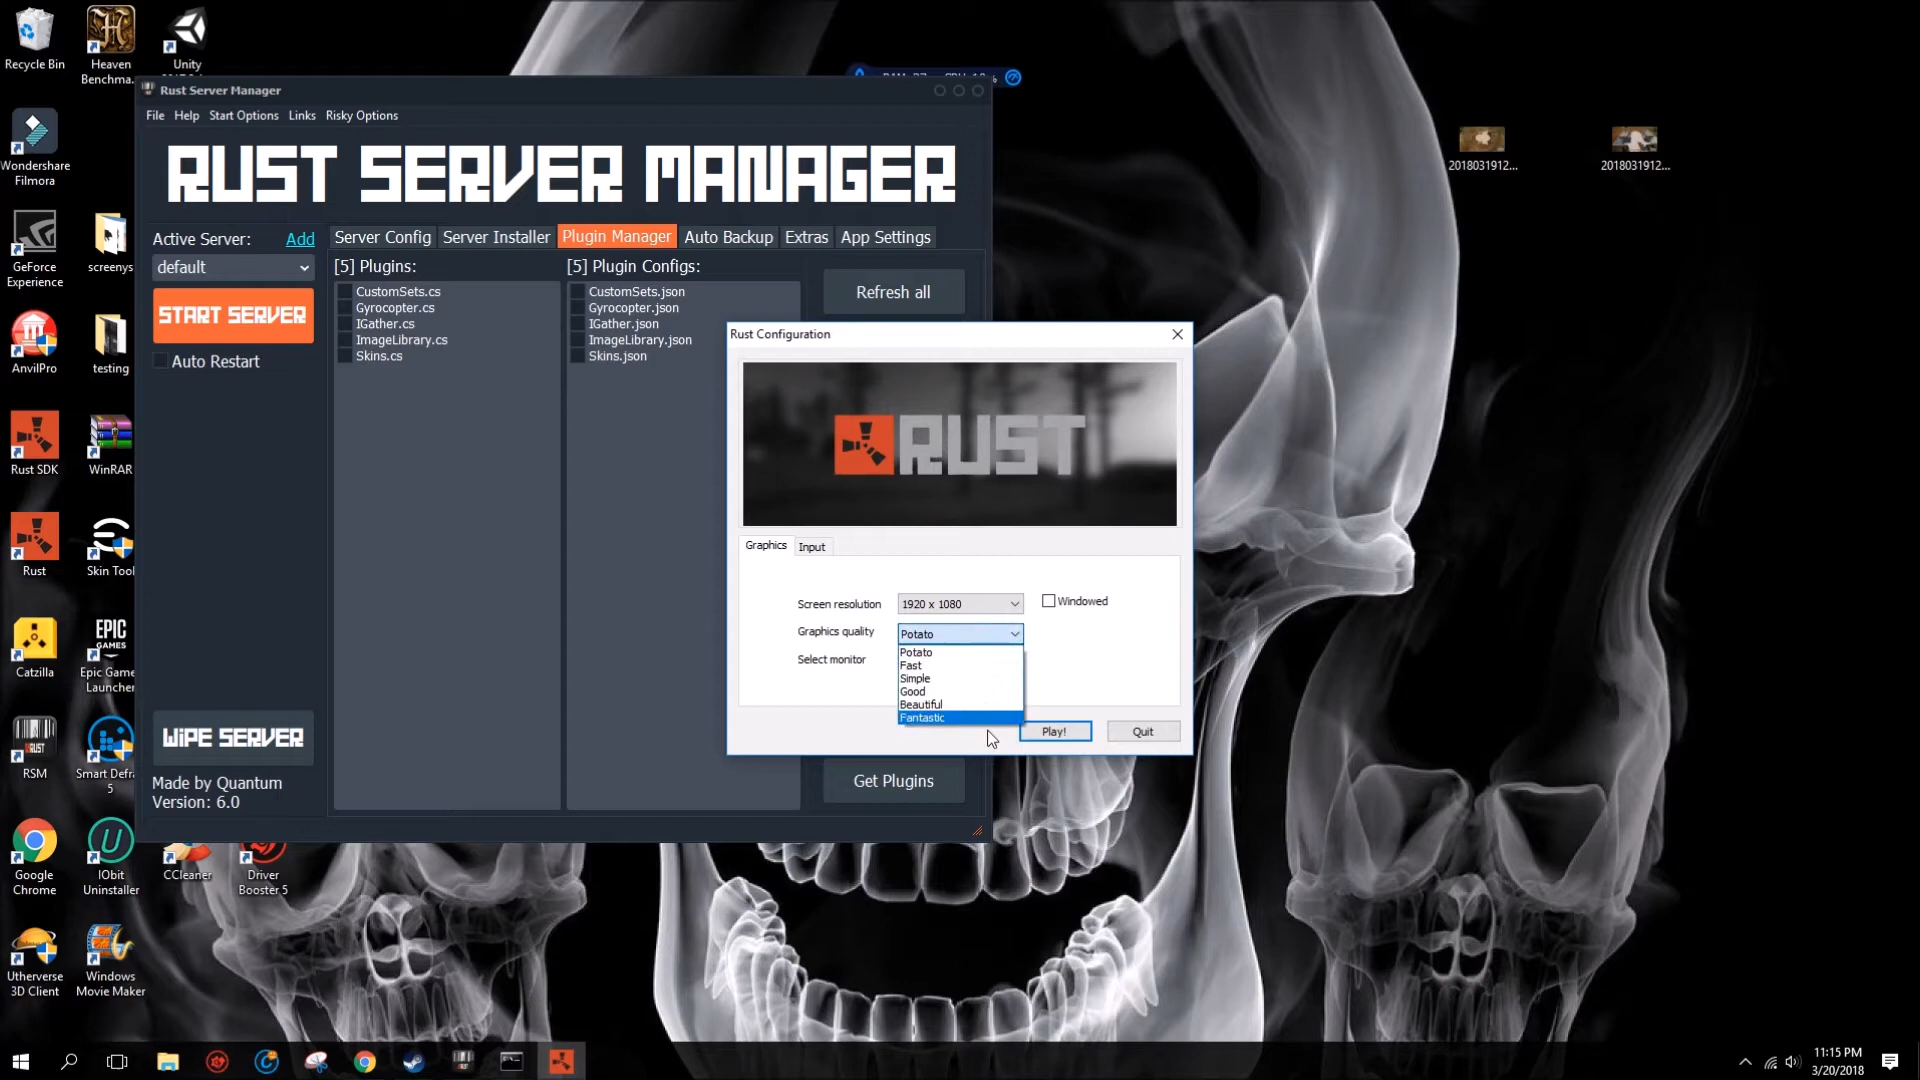 Recycle Bin
Heaven
Benchma...
Unity
Wondershare
Filmora
GeForce
Experience
screenys
AnvilPro
testing
Rust SDK
WinRAR
Rust
Skin Tool
Catzilla
EPIC
GAMES
Epic Games
Launcher
RSM
Smart Defra
5
Google
Chrome
IObit
Uninstaller
CCleaner
Driver
Booster 5
Utherverse
3D Client
Windows
Movie Maker
2018031912...
2018031912...
Rust Server Manager
File Help Start Options Links Risky Options
RUST SERVER MANAGER
Active Server: Add
default
START SERVER
Auto Restart
WIPE SERVER
Made by Quantum
Version: 6.0
Server Config Server Installer Plugin Manager Auto Backup Extras App Settings
[5] Plugins:
CustomSets.cs
Gyrocopter.cs
IGather.cs
ImageLibrary.cs
Skins.cs
[5] Plugin Configs:
CustomSets.json
Gyrocopter.json
IGather.json
ImageLibrary.json
Skins.json
Refresh all
Get Plugins
Rust Configuration
RUST
Graphics Input
Screen resolution 1920 x 1080 Windowed
Graphics quality Potato
Select monitor
Potato
Fast
Simple
Good
Beautiful
Fantastic
Play! Quit
11:15 PM
3/20/2018